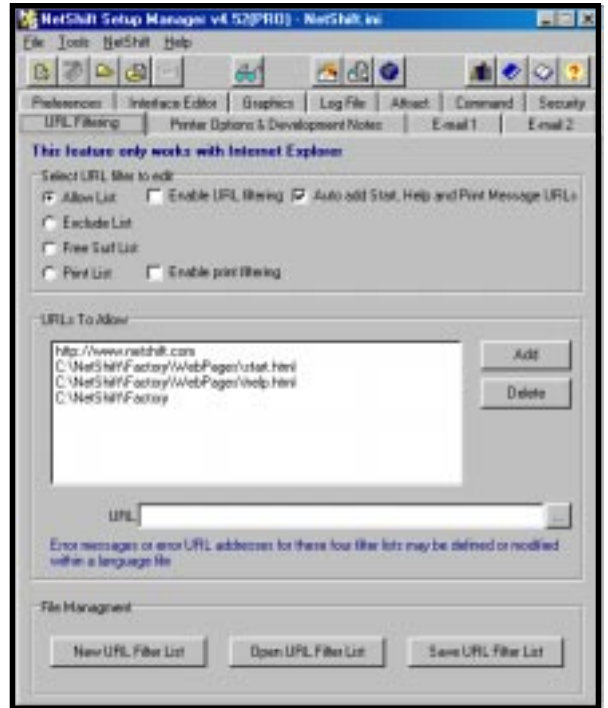 NetShift Setup Manager v4.52(PRO) - NetShift.ini
File Tools NetShift Help
Preferences Interface Editor Graphics Log File Attract Command Security
URL Filtering Printer Options & Development Notes E-mail 1 E-mail 2
This feature only works with Internet Explorer
Select URL filter to edit
Allow List Enable URL filtering Auto add Start, Help and Print Message URLs
Exclude List
Free Surf List
Print List Enable print filtering
URLs To Allow
http://www.netshift.com
C:\NetShift\Factory\WebPages\start.html
C:\NetShift\Factory\WebPages\help.html
C:\NetShift\Factory
Add
Delete
URL
...
Error messages or error URL addresses for these four filter lists may be defined or modified
within a language file
File Managment
New URL Filter List Open URL Filter List Save URL Filter List